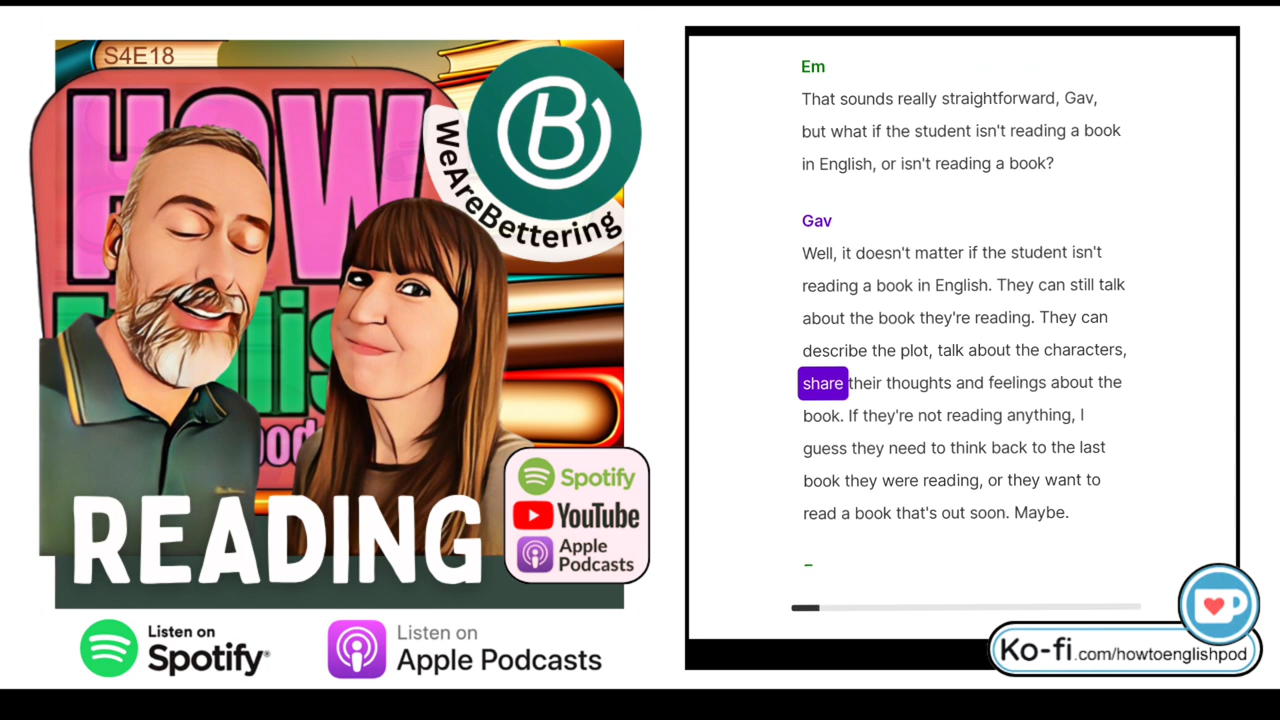 S4E18
HOW
WeAreBettering
B
READING
Spotify
YouTube
Apple
Podcasts
Listen on
Spotify
Listen on
Apple Podcasts
Em
That sounds really straightforward, Gav,
but what if the student isn't reading a book
in English, or isn't reading a book?
Gav
Well, it doesn't matter if the student isn't
reading a book in English. They can still talk
about the book they're reading. They can
describe the plot, talk about the characters,
share their thoughts and feelings about the
book. If they're not reading anything, I
guess they need to think back to the last
book they were reading, or they want to
read a book that's out soon. Maybe.
Ko-fi.com/howtoenglishpod